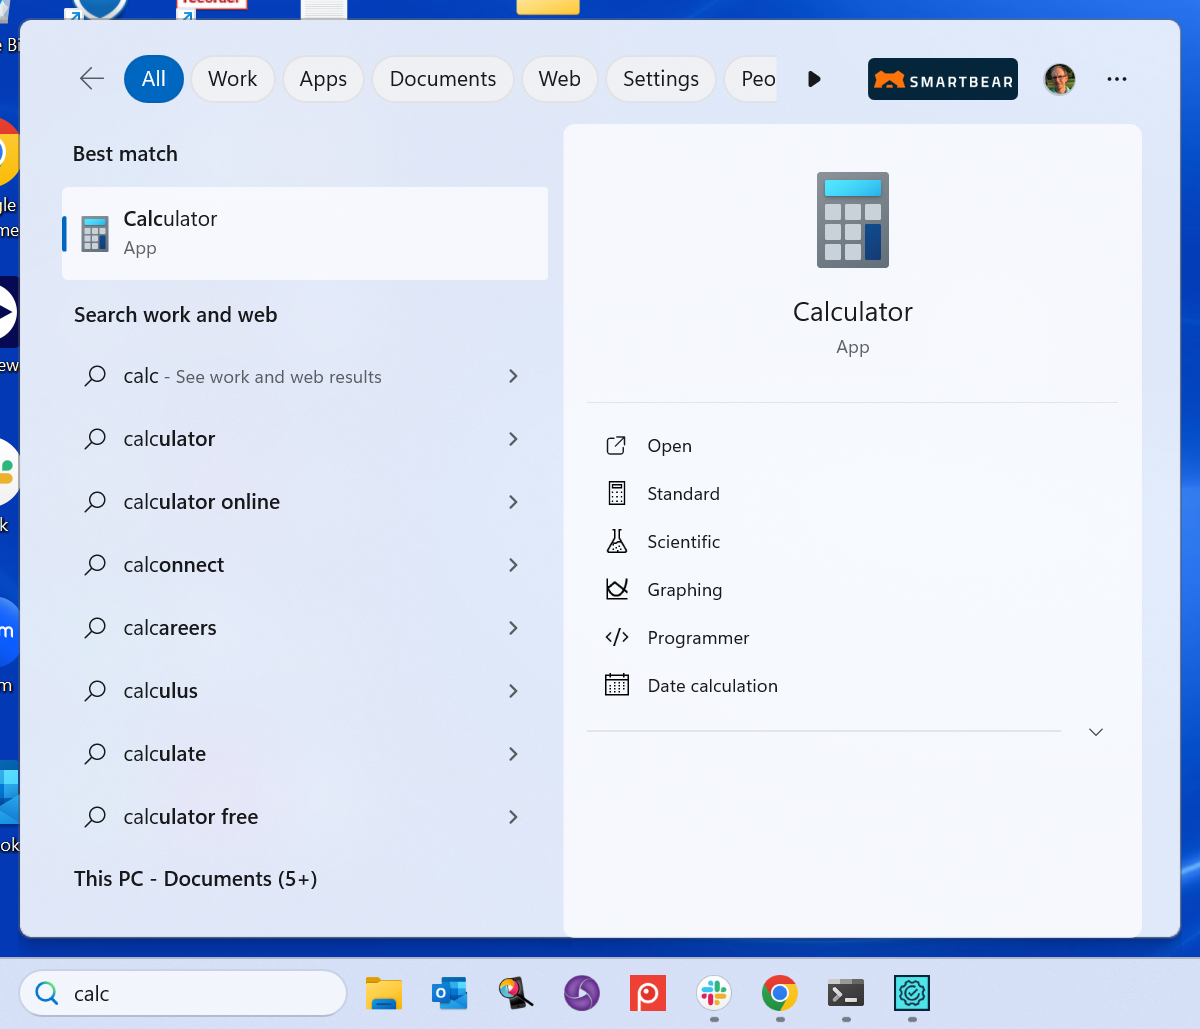 All Work Apps Documents Web Settings Peo SMARTBEAR
Best match
Calculator
App
Search work and web
calc - See work and web results
calculator
calculator online
calconnect
calcareers
calculus
calculate
calculator free
This PC - Documents (5+)
Calculator
App
Open
Standard
Scientific
Graphing
Programmer
Date calculation
calc